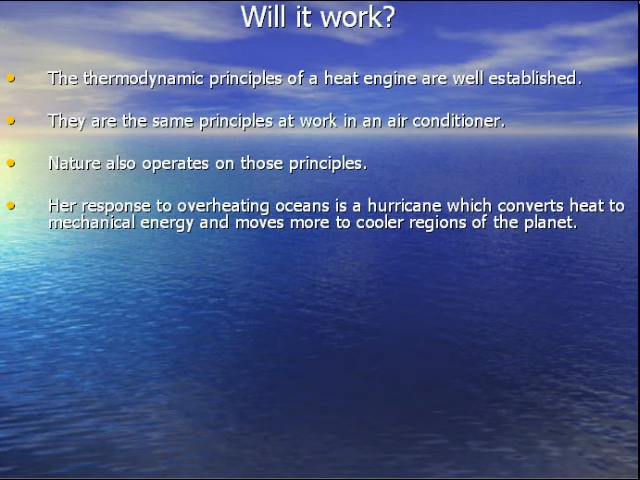 Will it work?
• The thermodynamic principles of a heat engine are well established.
• They are the same principles at work in an air conditioner.
• Nature also operates on those principles.
• Her response to overheating oceans is a hurricane which converts heat to
mechanical energy and moves more to cooler regions of the planet.